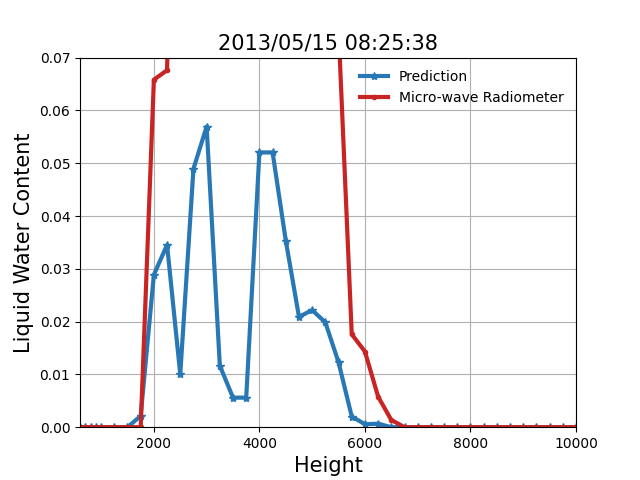 2013/05/15 08:25:38
0.07
0.06
0.05
0.04
0.03
0.02
0.01
0.00
Liquid Water Content
Prediction
Micro-wave Radiometer
2000 4000 6000 8000 10000
Height